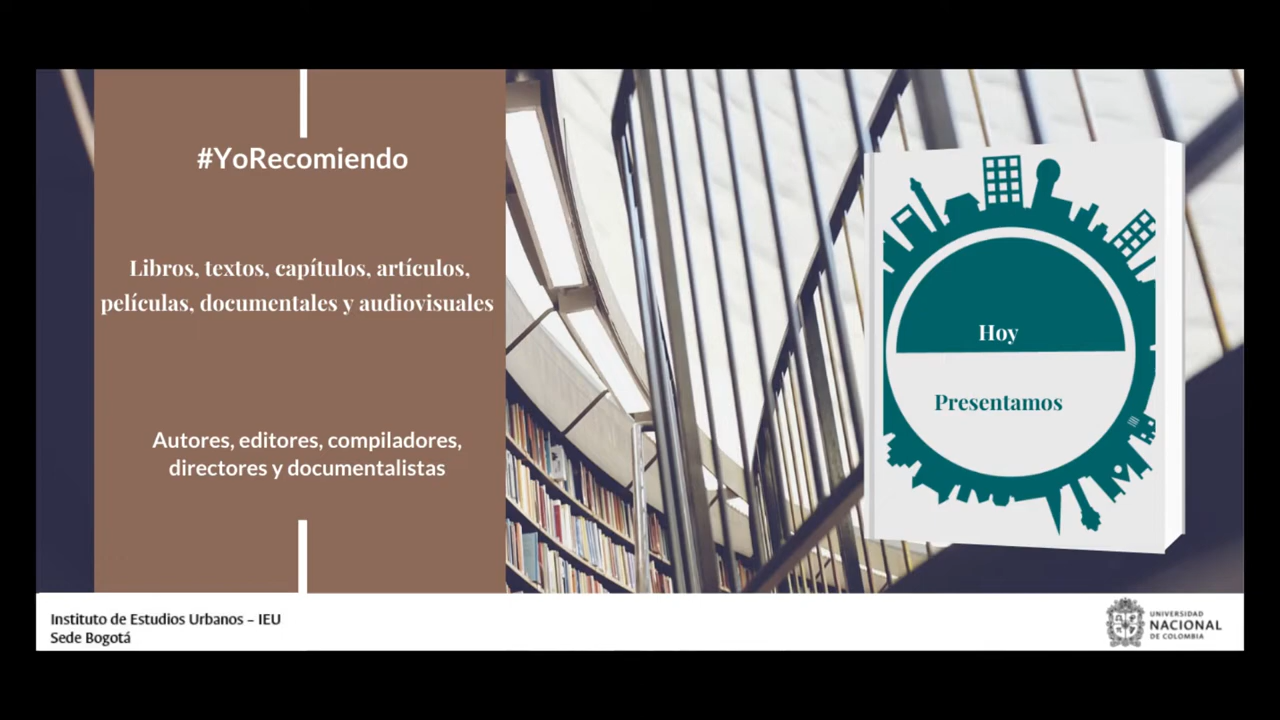 #YoRecomiendo
Libros, textos, capítulos, artículos,
películas, documentales y audiovisuales
Autores, editores, compiladores,
directores y documentalistas
Hoy
Presentamos
Instituto de Estudios Urbanos – IEU
Sede Bogotá
UNIVERSIDAD
NACIONAL
DE COLOMBIA